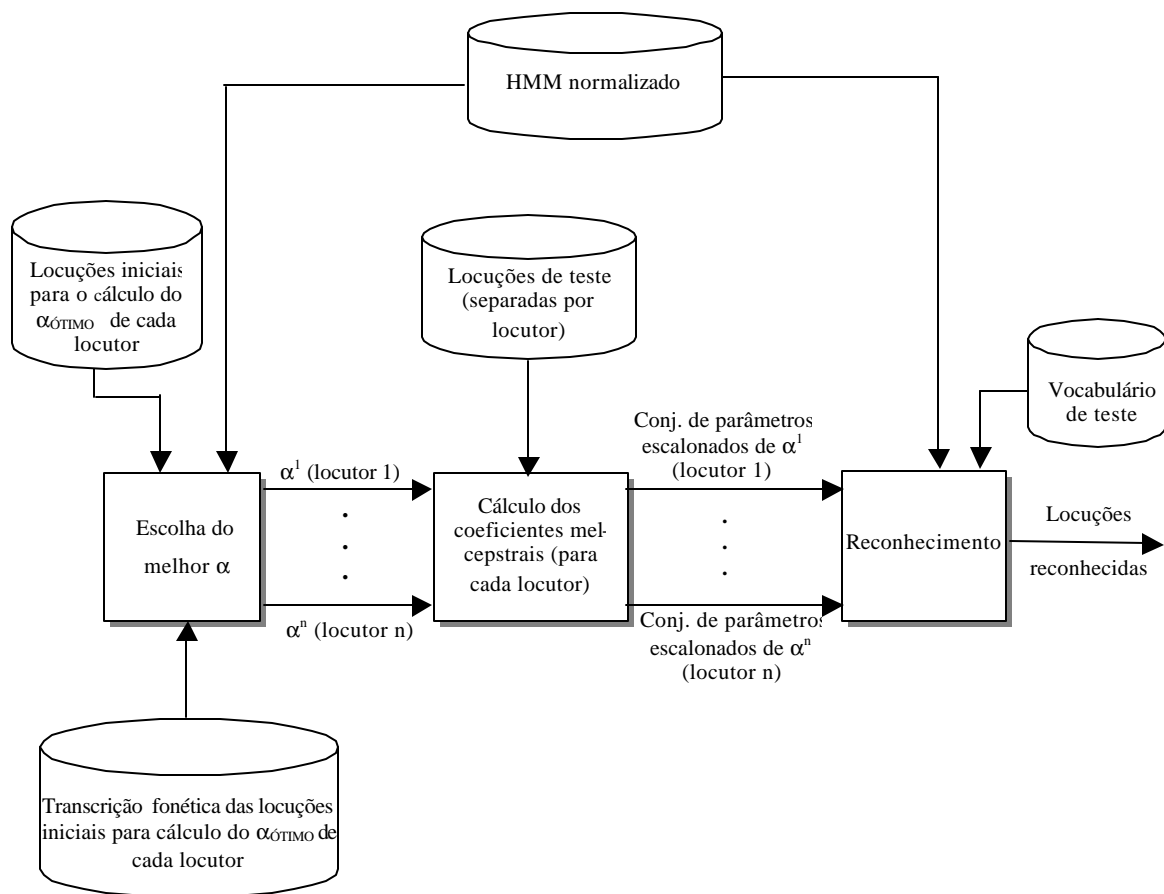 HMM normalizado
Locuções iniciais
para o cálculo do
αÓTIMO de cada
locutor
Locuções de teste
(separadas por
locutor)
Vocabulário
de teste
Conj. de parâmetros
escalonados de α¹
(locutor 1)
α¹ (locutor 1)
Escolha do
melhor α
.
.
.
αⁿ (locutor n)
Cálculo dos
coeficientes mel-
cepstrais (para
cada locutor)
.
.
.
Conj. de parâmetros
escalonados de αⁿ
(locutor n)
Reconhecimento
Locuções
reconhecidas
Transcrição fonética das locuções
iniciais para cálculo do αÓTIMO de
cada locutor